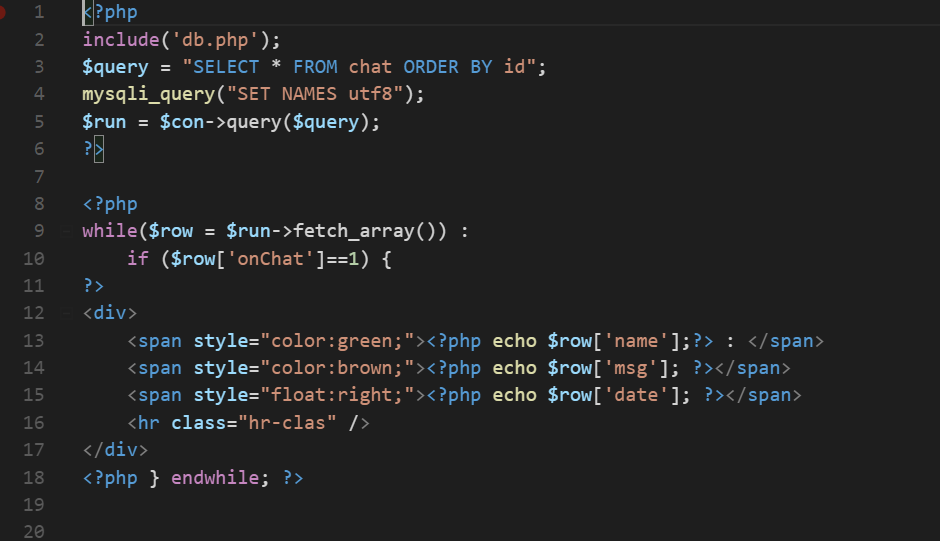 1 <?php
2 include('db.php');
3 $query = "SELECT * FROM chat ORDER BY id";
4 mysqli_query("SET NAMES utf8");
5 $run = $con->query($query);
6 ?>
7
8 <?php
9 while($row = $run->fetch_array()) :
10     if ($row['onChat']==1) {
11 ?>
12 <div>
13     <span style="color:green;"><?php echo $row['name'];?> : </span>
14     <span style="color:brown;"><?php echo $row['msg']; ?></span>
15     <span style="float:right;"><?php echo $row['date']; ?></span>
16     <hr class="hr-clas" />
17 </div>
18 <?php } endwhile; ?>
19
20